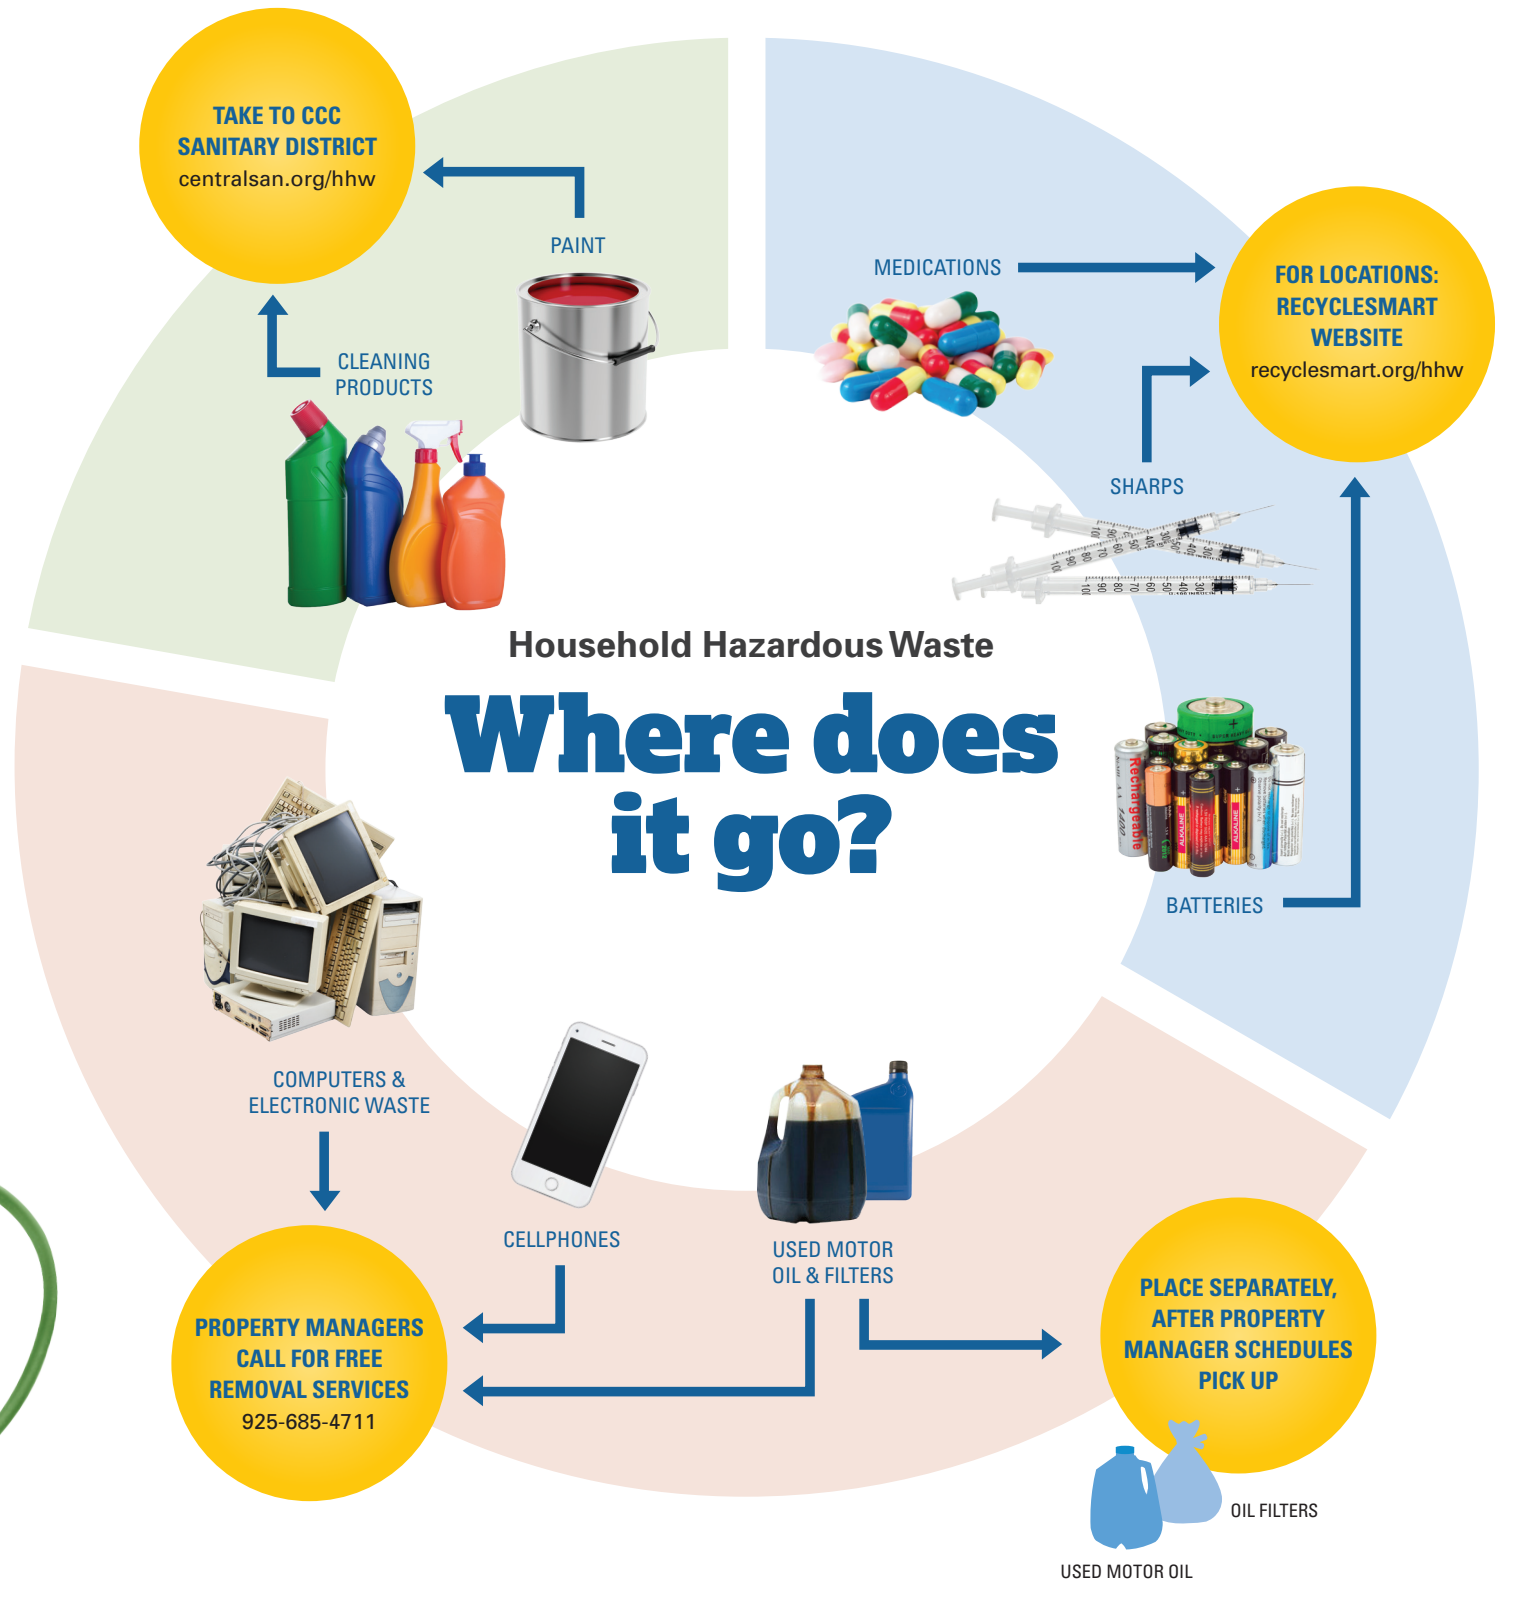 TAKE TO CCC
SANITARY DISTRICT
centralsan.org/hhw
PAINT
CLEANING
PRODUCTS
MEDICATIONS
FOR LOCATIONS:
RECYCLESMART
WEBSITE
recyclesmart.org/hhw
SHARPS
Household Hazardous Waste
Where does
it go?
Rechargeable
ALKALINE
ALKALINE
BATTERIES
COMPUTERS &
ELECTRONIC WASTE
CELLPHONES
USED MOTOR
OIL & FILTERS
PROPERTY MANAGERS
CALL FOR FREE
REMOVAL SERVICES
925-685-4711
PLACE SEPARATELY,
AFTER PROPERTY
MANAGER SCHEDULES
PICK UP
OIL FILTERS
USED MOTOR OIL